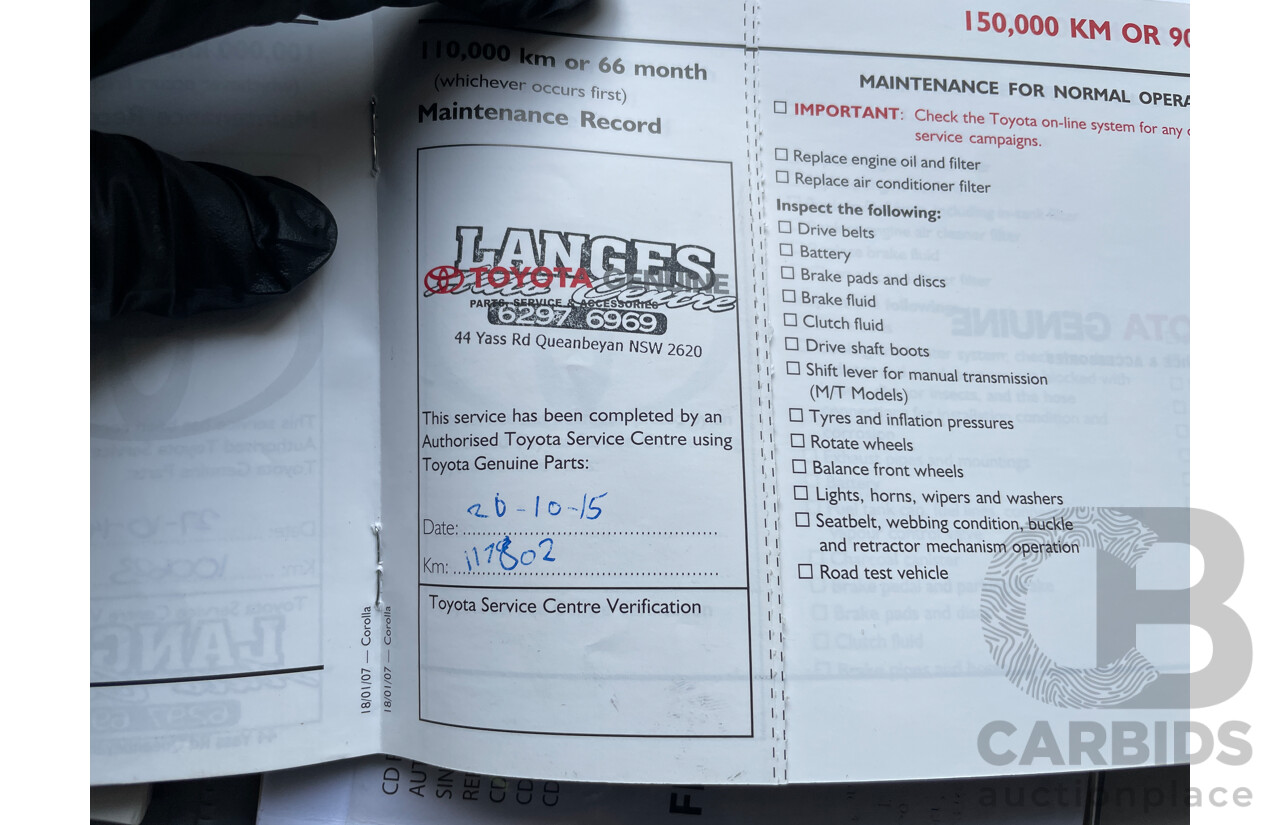 110,000 km or 66 month
(whichever occurs first)
Maintenance Record
LANGES
TOYOTA GENUINE
Centre
PARTS, SERVICE & ACCESSORIES
6297 6969
44 Yass Rd Queanbeyan NSW 2620
This service has been completed by an
Authorised Toyota Service Centre using
Toyota Genuine Parts:
Date: 20-10-15
Km: 117802
Toyota Service Centre Verification
18/01/07 — Corolla
18/01/07 — Corolla
150,000 KM OR 90
MAINTENANCE FOR NORMAL OPERA
☐ IMPORTANT: Check the Toyota on-line system for any
service campaigns.
☐ Replace engine oil and filter
☐ Replace air conditioner filter
Inspect the following:
☐ Drive belts
☐ Battery
☐ Brake pads and discs
☐ Brake fluid
☐ Clutch fluid
☐ Drive shaft boots
☐ Shift lever for manual transmission
(M/T Models)
☐ Tyres and inflation pressures
☐ Rotate wheels
☐ Balance front wheels
☐ Lights, horns, wipers and washers
☐ Seatbelt, webbing condition, buckle
and retractor mechanism operation
☐ Road test vehicle
CB
CARBIDS
auctionplace